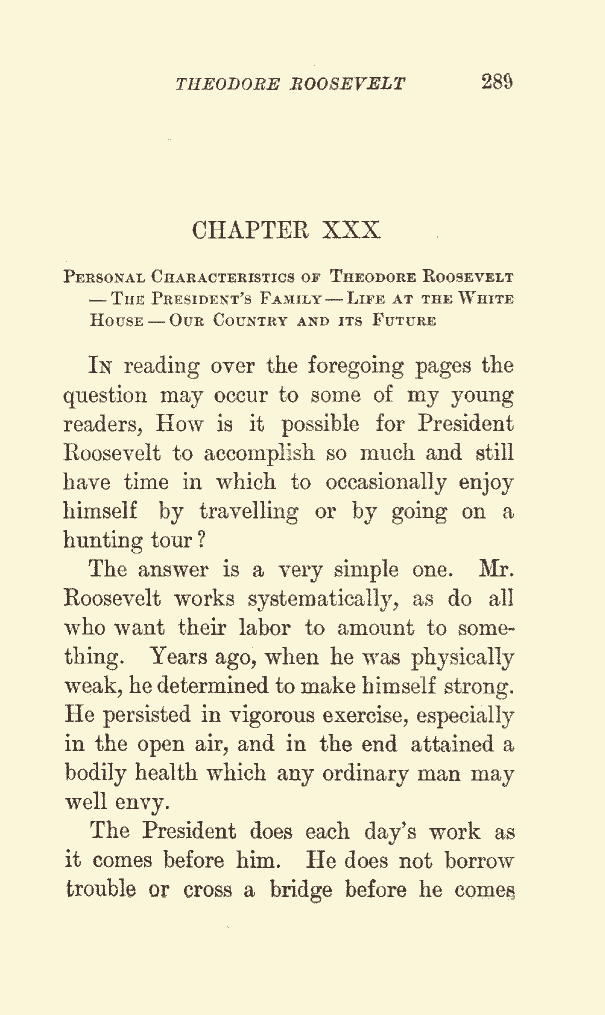 THEODORE ROOSEVELT 289
CHAPTER XXX
Personal Characteristics of Theodore Roosevelt
— The President's Family — Life at the White
House — Our Country and its Future
In reading over the foregoing pages the
question may occur to some of my young
readers, How is it possible for President
Roosevelt to accomplish so much and still
have time in which to occasionally enjoy
himself by travelling or by going on a
hunting tour?
The answer is a very simple one. Mr.
Roosevelt works systematically, as do all
who want their labor to amount to some-
thing. Years ago, when he was physically
weak, he determined to make himself strong.
He persisted in vigorous exercise, especially
in the open air, and in the end attained a
bodily health which any ordinary man may
well envy.
The President does each day's work as
it comes before him. He does not borrow
trouble or cross a bridge before he comes